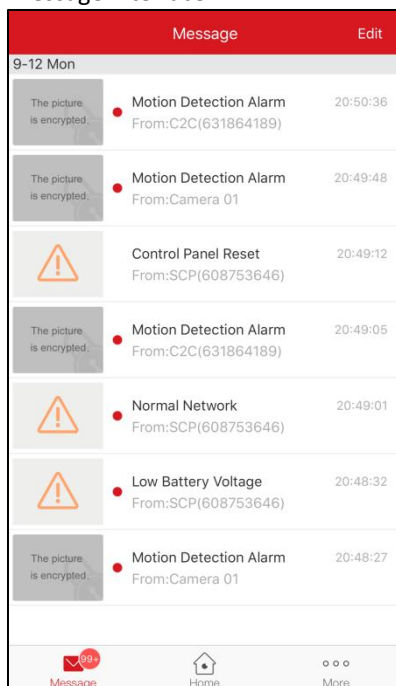 Message Edit
9-12 Mon
The picture
is encrypted.
Motion Detection Alarm 20:50:36
From:C2C(631864189)
The picture
is encrypted.
Motion Detection Alarm 20:49:48
From:Camera 01
Control Panel Reset 20:49:12
From:SCP(608753646)
The picture
is encrypted.
Motion Detection Alarm 20:49:05
From:C2C(631864189)
Normal Network 20:49:01
From:SCP(608753646)
Low Battery Voltage 20:48:32
From:SCP(608753646)
The picture
is encrypted.
Motion Detection Alarm 20:48:27
From:Camera 01
99+
Message Home More